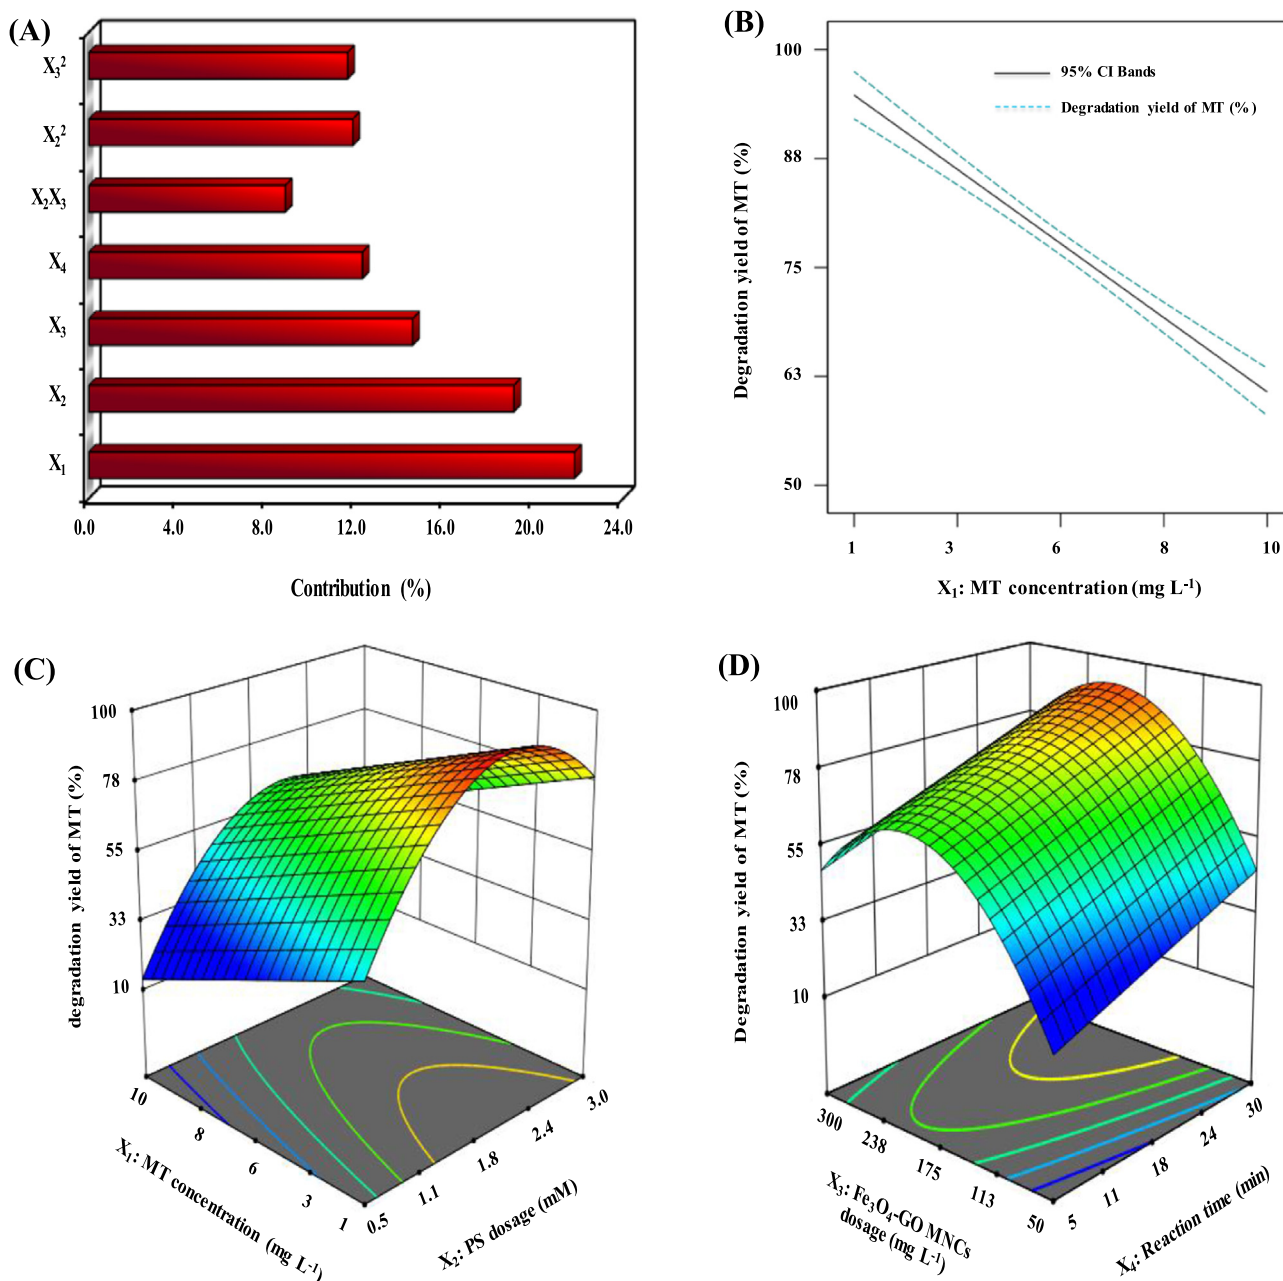 (A)
X₃²
X₂²
X₂X₃
X₄
X₃
X₂
X₁
0.0 4.0 8.0 12.0 16.0 20.0 24.0
Contribution (%)
(B)
Degradation yield of MT (%)
100
88
75
63
50
95% CI Bands
Degradation yield of MT (%)
1 3 6 8 10
X₁: MT concentration (mg L⁻¹)
(C)
degradation yield of MT (%)
100
78
55
33
10
10 8 6 3 1
X₁: MT concentration (mg L⁻¹)
0.5 1.1 1.8 2.4 3.0
X₂: PS dosage (mM)
(D)
Degradation yield of MT (%)
100
78
55
33
10
300 238 175 113 50
X₃: Fe₃O₄-GO MNCs
dosage (mg L⁻¹)
5 11 18 24 30
X₄: Reaction time (min)